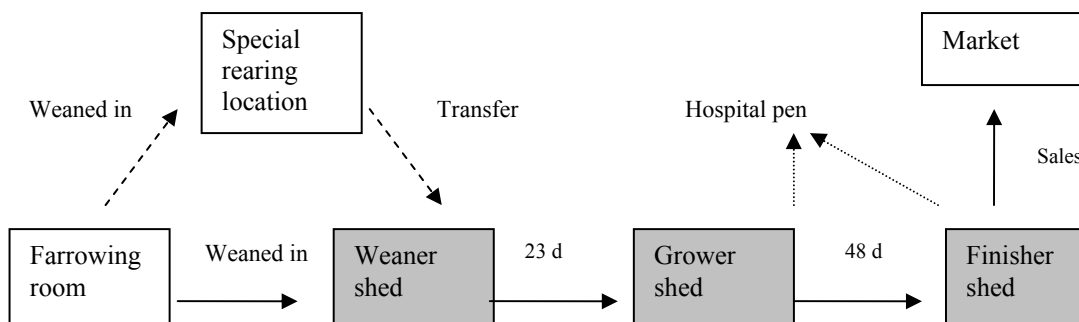 Special
rearing
location
Market
Weaned in
Transfer
Hospital pen
Sales
Farrowing
room
Weaned in
Weaner
shed
23 d
Grower
shed
48 d
Finisher
shed